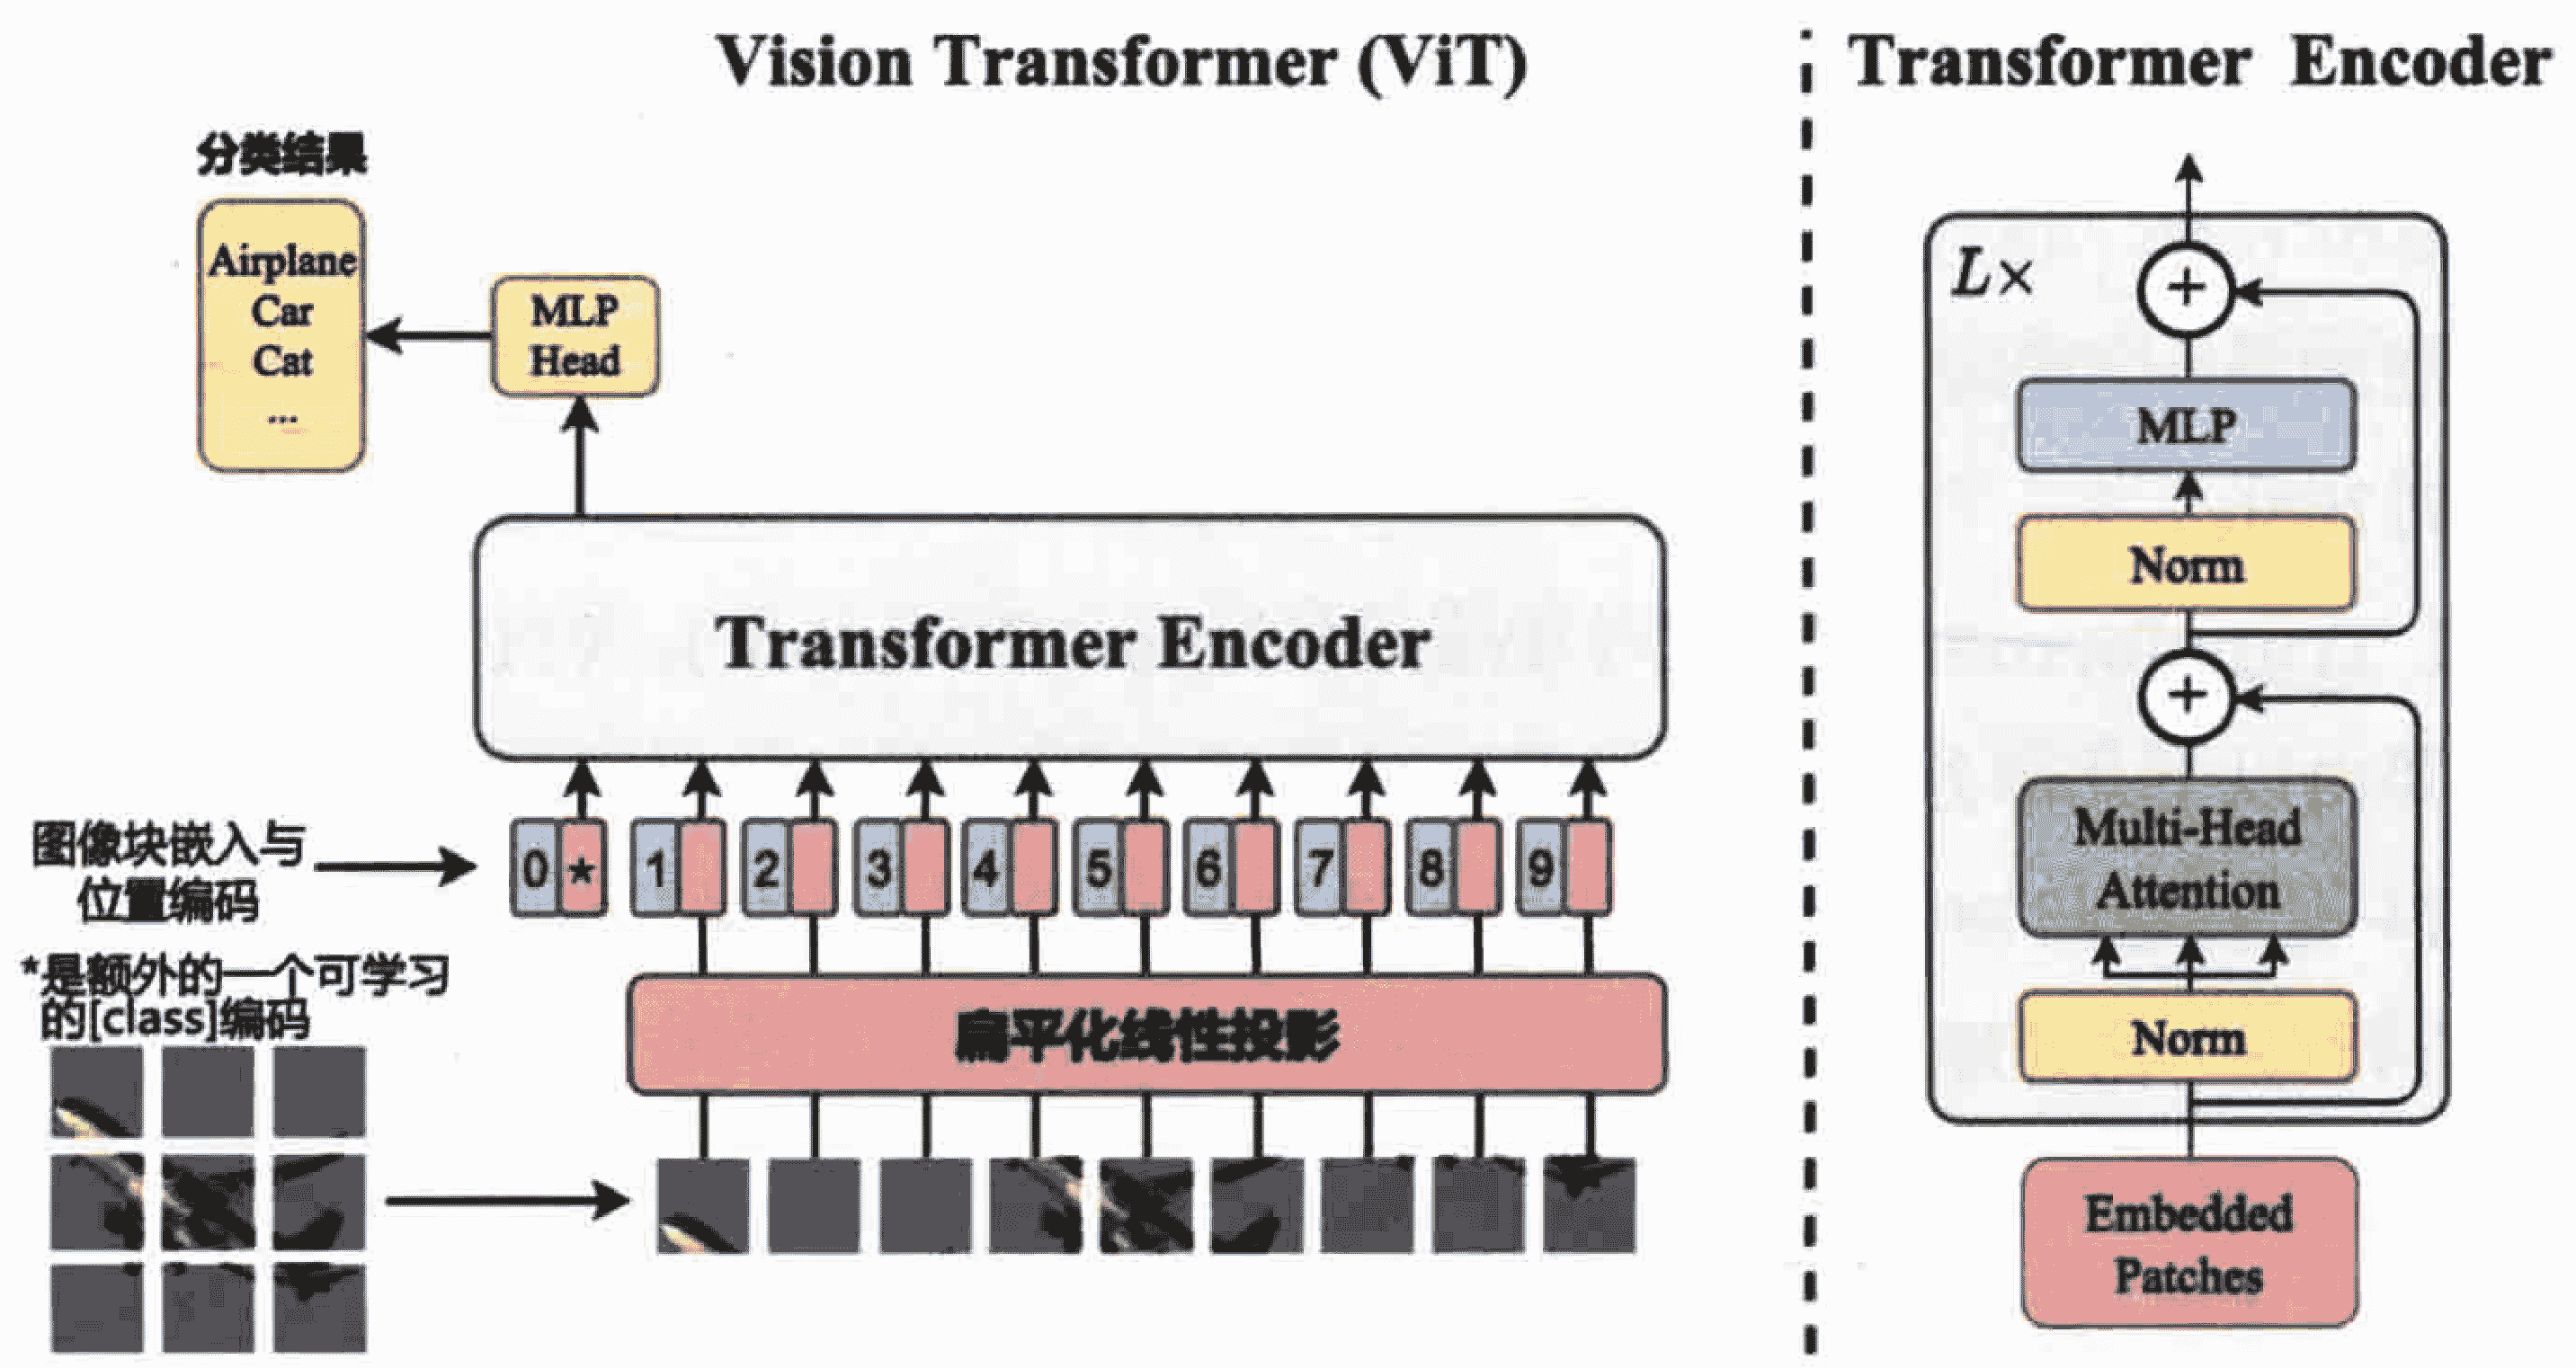 Vision Transformer (ViT)
分类结果
Airplane
Car
Cat
...
MLP
Head
Transformer Encoder
图像块嵌入与
位置编码
0 * 1 2 3 4 5 6 7 8 9
*是额外的一个可学习
的[class]编码
扁平化线性投影
Transformer Encoder
L×
+
MLP
Norm
+
Multi-Head
Attention
Norm
Embedded
Patches